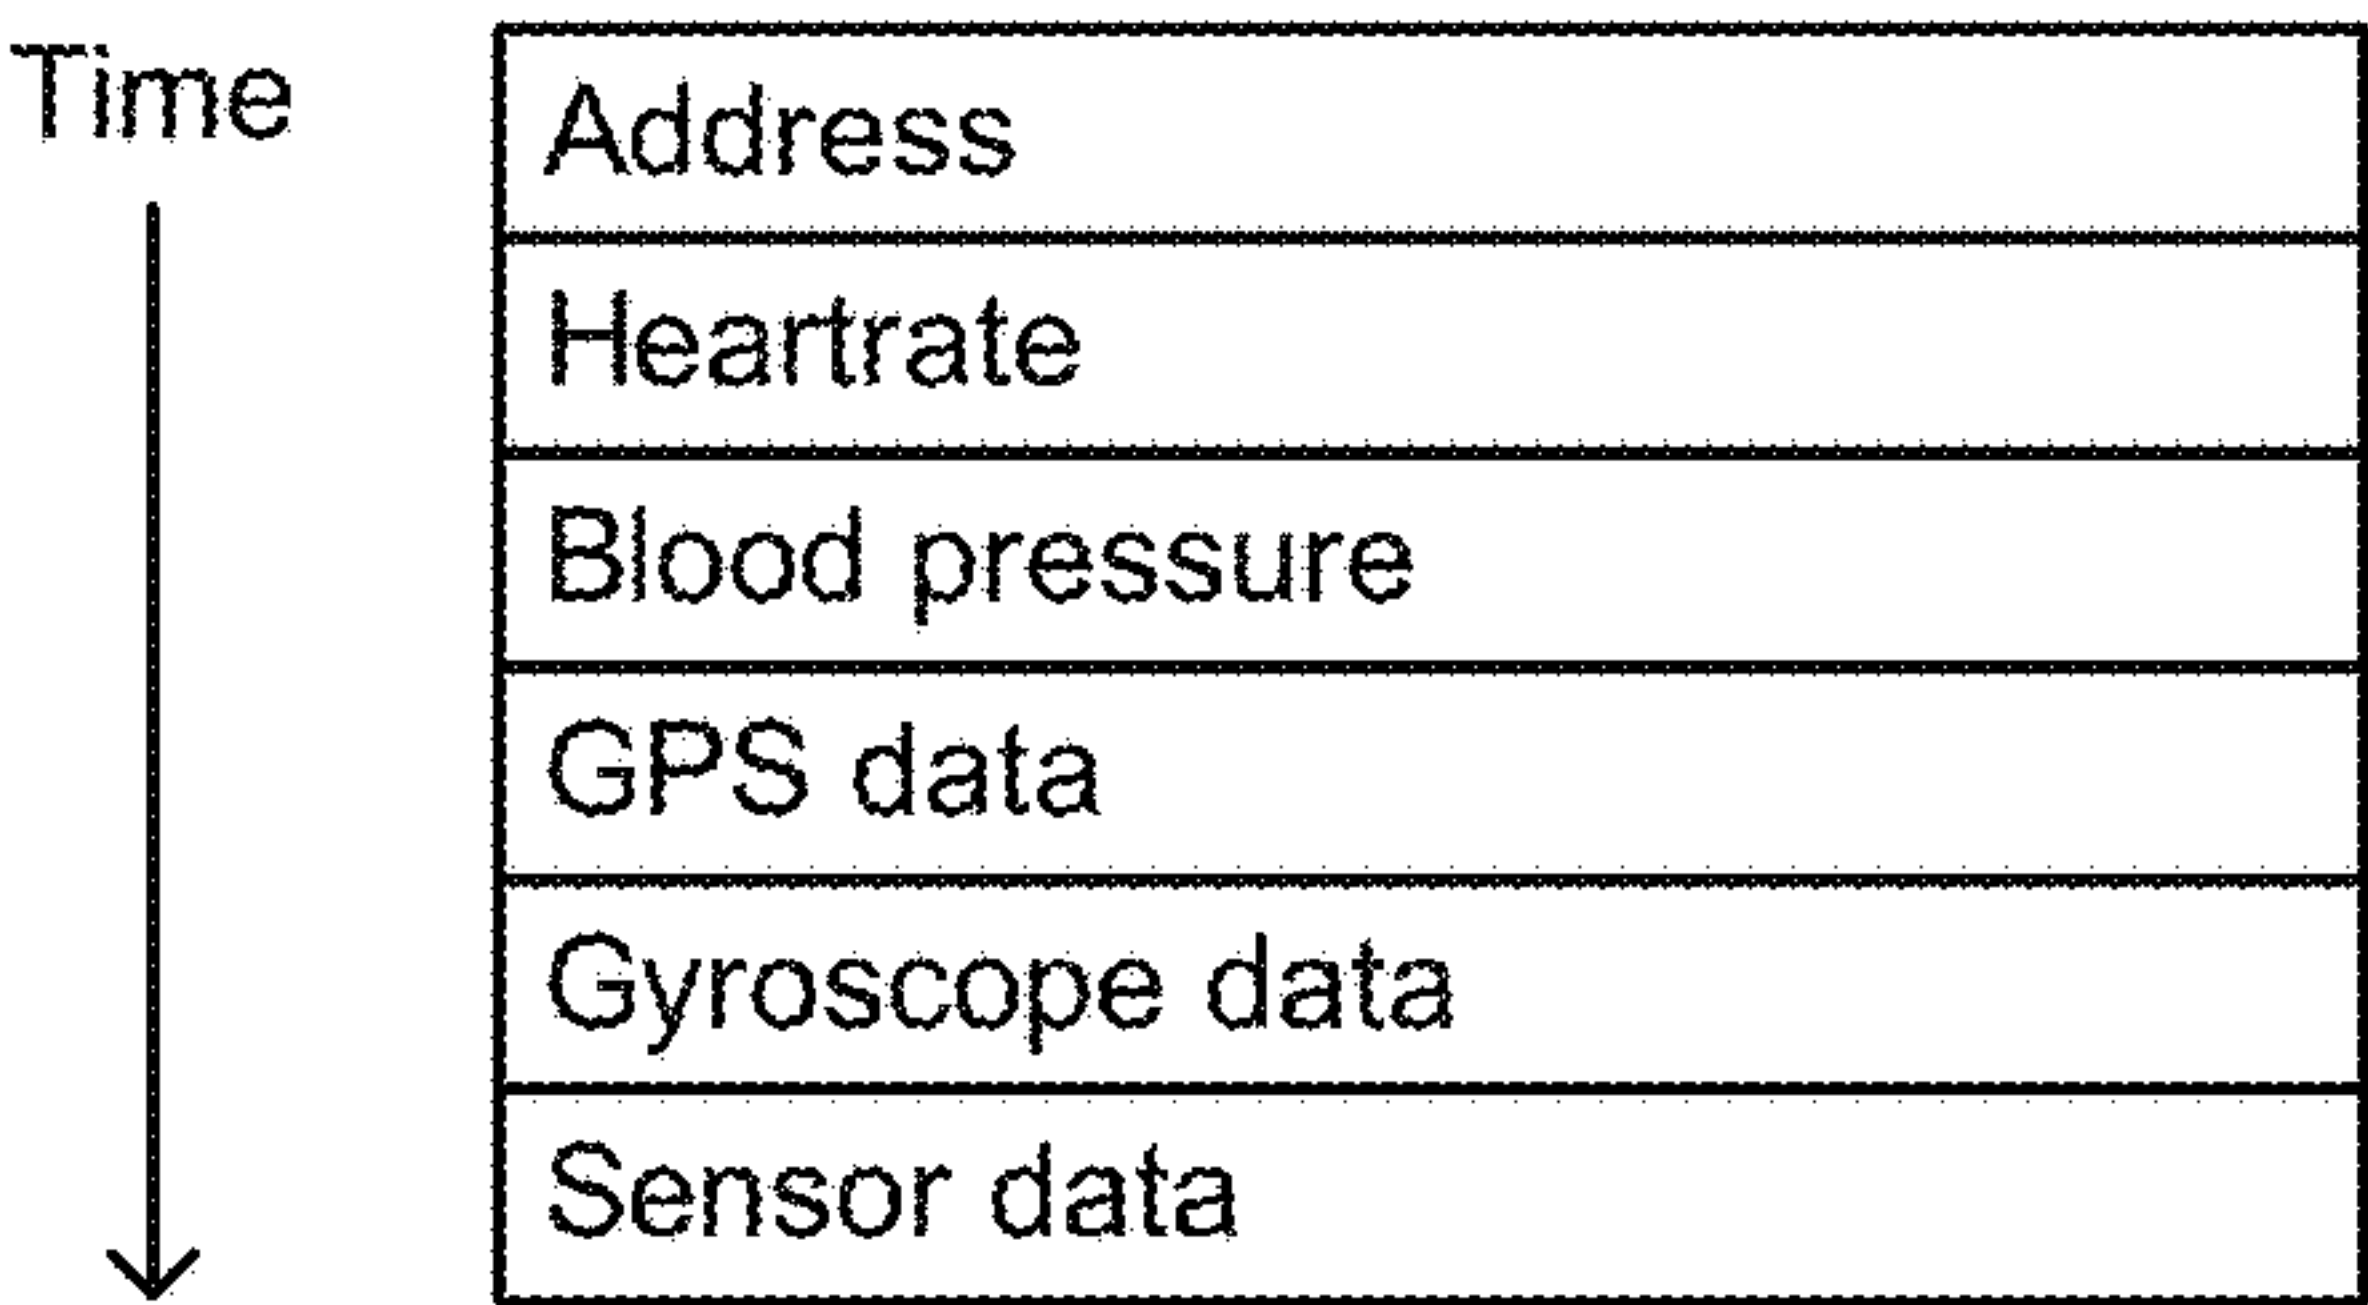 Time
Address
Heartrate
Blood pressure
GPS data
Gyroscope data
Sensor data